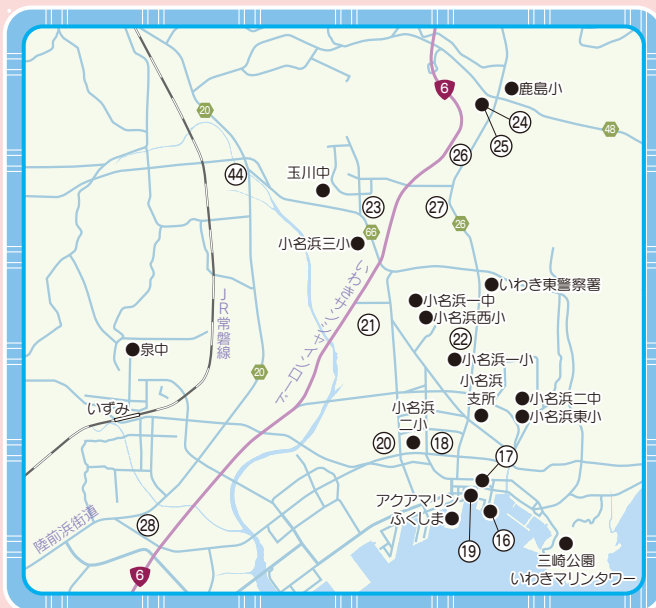 6
鹿島小
20
24
25
48
玉川中
44
26
23
27
26
小名浜三小
66
いわき東警察署
いわきサンシャインロード
小名浜一中
小名浜西小
JR常磐線
21
22
泉中
小名浜一小
20
小名浜
支所
小名浜二中
小名浜東小
いずみ
小名浜
二小
20
18
17
アクアマリン
ふくしま
19
16
陸前浜街道
28
三崎公園
いわきマリンタワー
6